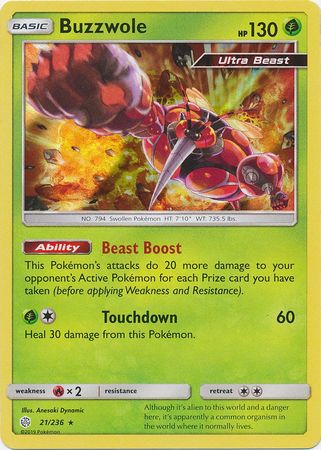 BASIC Buzzwole HP 130
Ultra Beast
NO. 794 Swollen Pokémon HT: 7'10" WT: 735.5 lbs.
Ability Beast Boost
This Pokémon's attacks do 20 more damage to your
opponent's Active Pokémon for each Prize card you have
taken (before applying Weakness and Resistance).
Touchdown 60
Heal 30 damage from this Pokémon.
weakness × 2 resistance retreat
Illus. Anesaki Dynamic
21/236 ★
©2019 Pokémon
Although it's alien to this world and a danger
here, it's apparently a common organism in
the world where it normally lives.